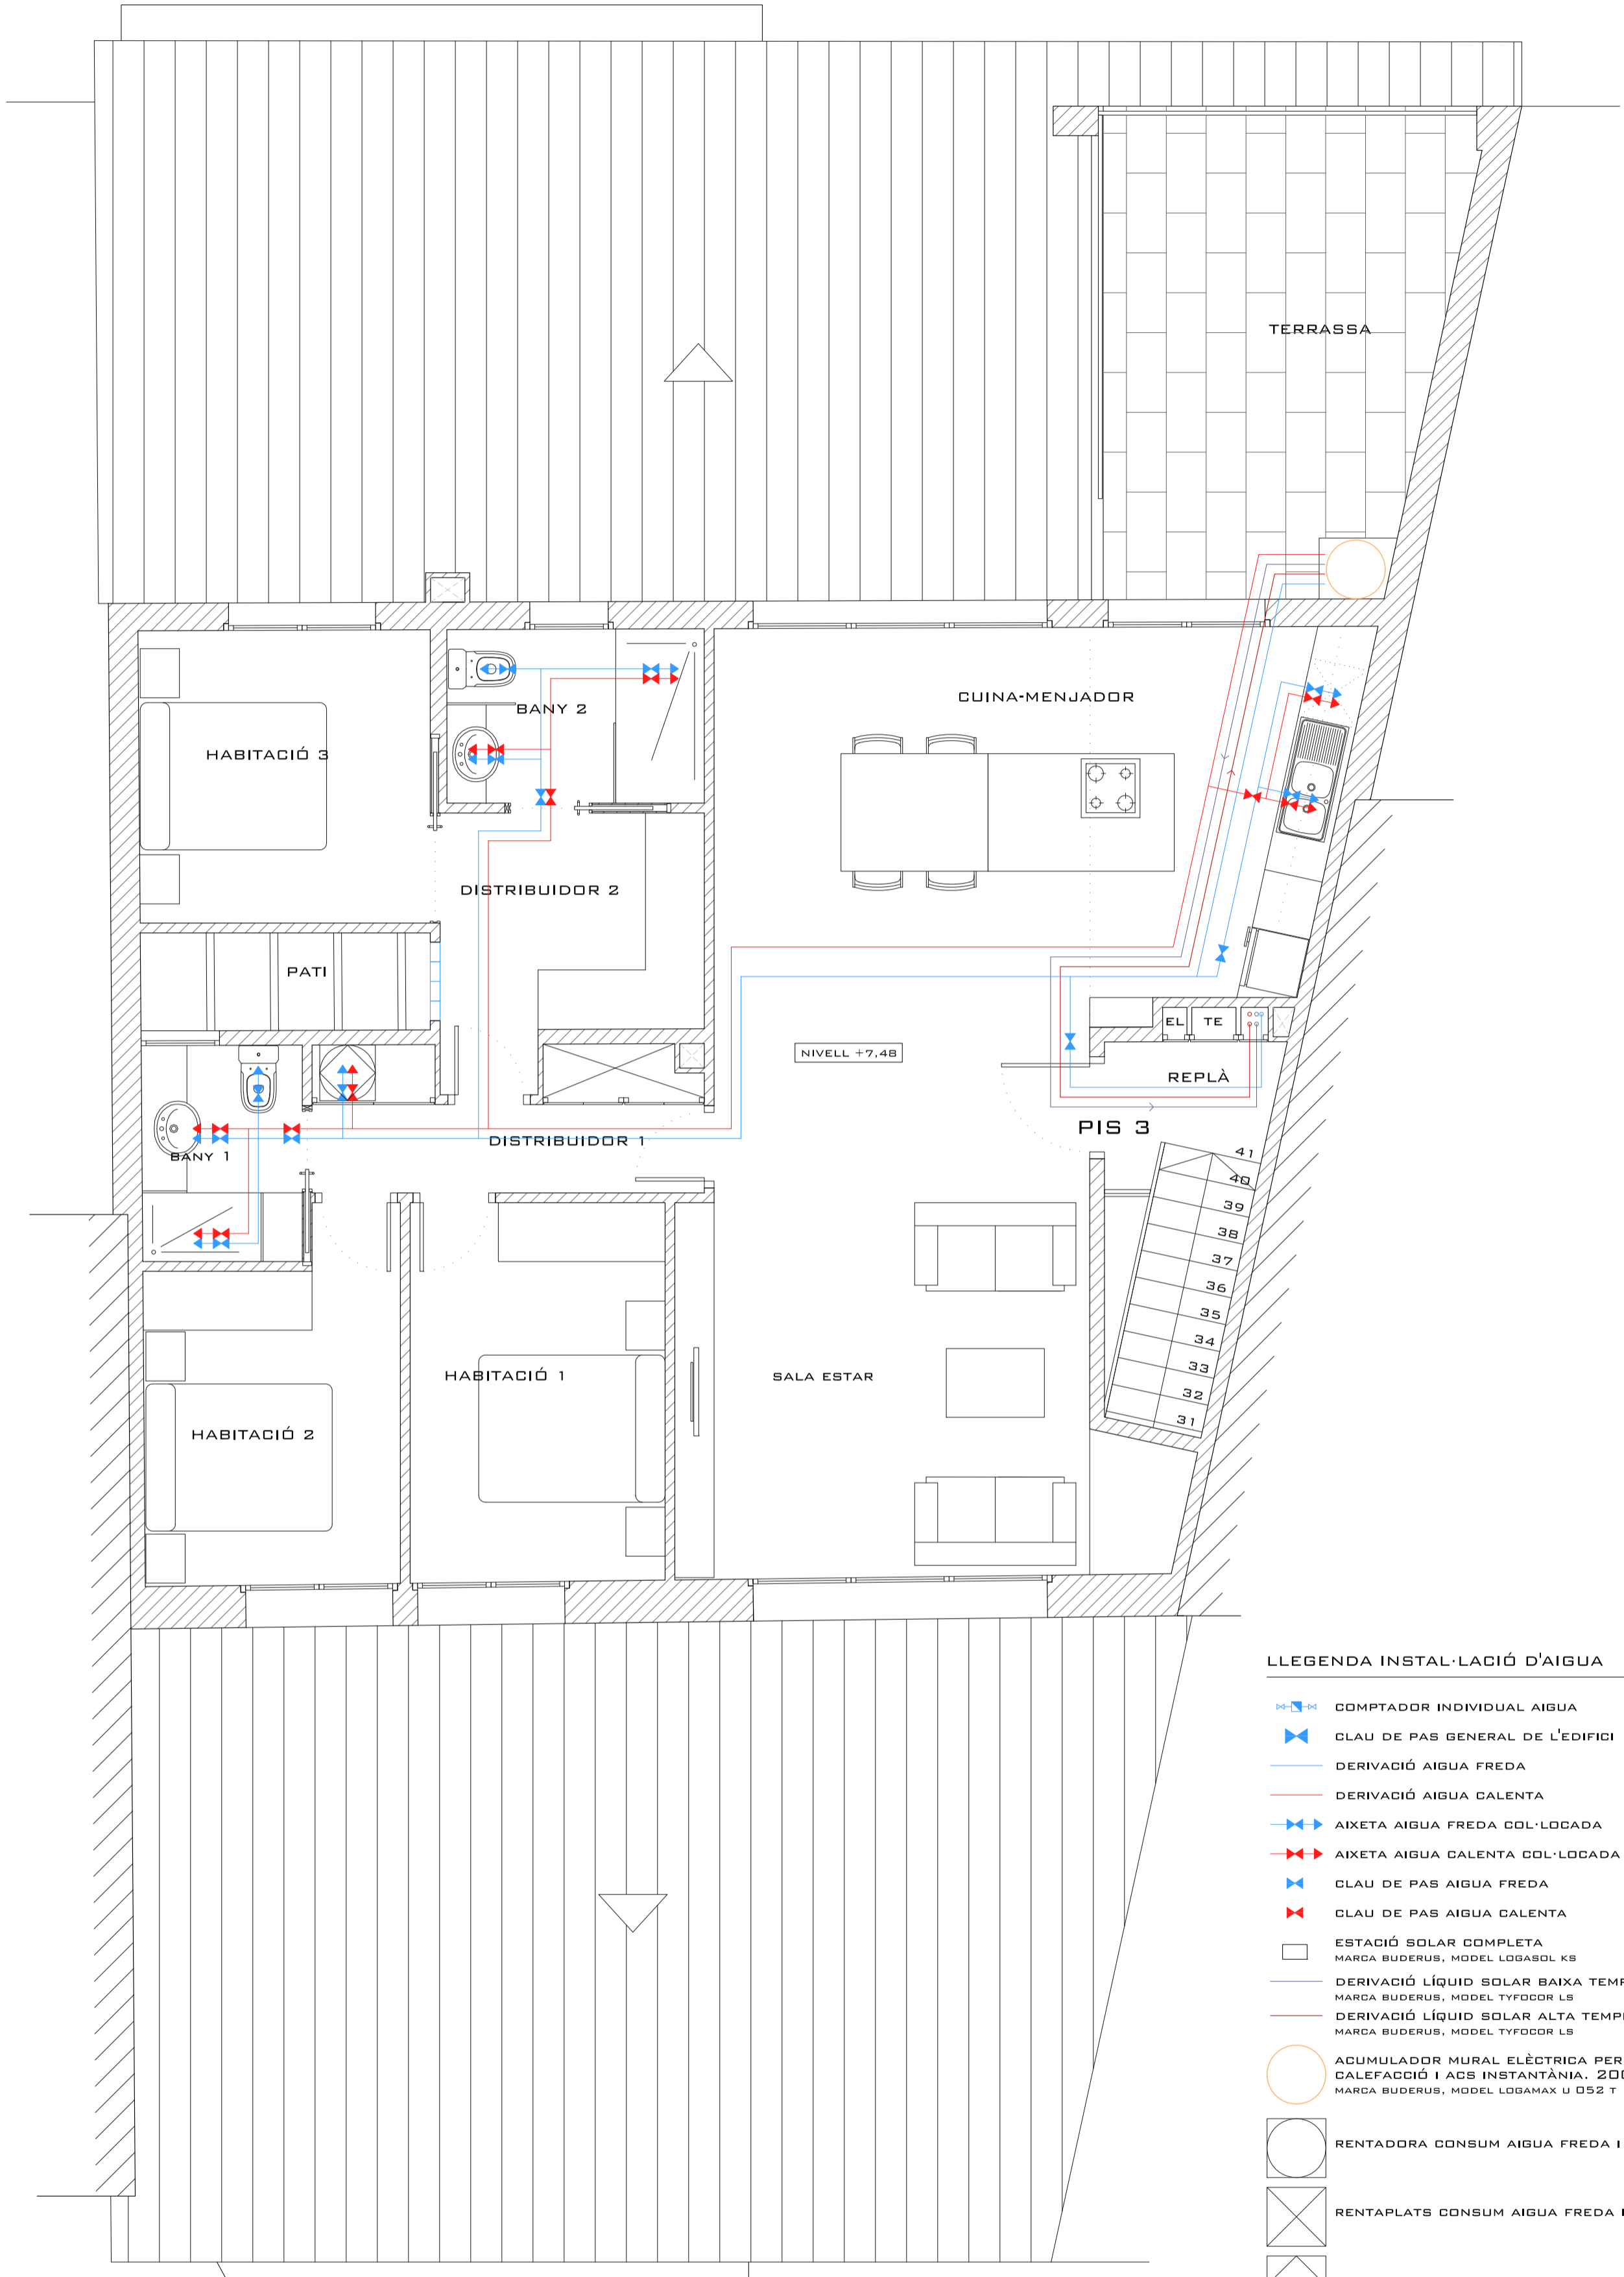 TERRASSA
CUINA-MENJADOR
BANY 2
HABITACIÓ 3
DISTRIBUIDOR 2
PATI
EL
TE
NIVELL +7,48
REPLÀ
PIS 3
DISTRIBUIDOR 1
BANY 1
41
40
39
38
37
36
35
34
33
32
31
HABITACIÓ 1
SALA ESTAR
HABITACIÓ 2
LLEGENDA INSTAL·LACIÓ D'AIGUA
COMPTADOR INDIVIDUAL AIGUA
CLAU DE PAS GENERAL DE L'EDIFICI
DERIVACIÓ AIGUA FREDA
DERIVACIÓ AIGUA CALENTA
AIXETA AIGUA FREDA COL·LOCADA
AIXETA AIGUA CALENTA COL·LOCADA
CLAU DE PAS AIGUA FREDA
CLAU DE PAS AIGUA CALENTA
ESTACIÓ SOLAR COMPLETA
MARCA BUDERUS, MODEL LOGASOL KS
DERIVACIÓ LÍQUID SOLAR BAIXA
MARCA BUDERUS, MODEL TYFOCOR LS
DERIVACIÓ LÍQUID SOLAR ALTA
MARCA BUDERUS, MODEL TYFOCOR LS
ACUMULADOR MURAL ELÈCTRICA PER
CALEFACCIÓ I ACS INSTANTÀNIA. 200
MARCA BUDERUS, MODEL LOGAMAX U 052 T
RENTADORA CONSUM AIGUA FREDA I
RENTAPLATS CONSUM AIGUA FREDA